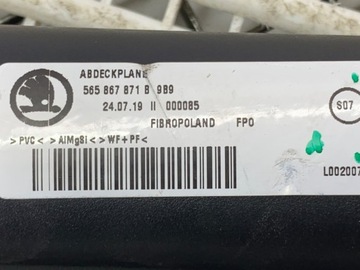 ABDECKPLANE
565 867 871 B 9B9
24.07.19 II 000085
S07
FIBROPOLAND FPO
>PVC< >AlMgSi< >WF+PF<
L002007